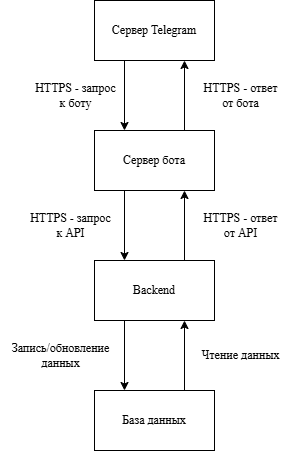 Сервер Telegram
HTTPS - запрос
к боту
HTTPS - ответ
от бота
Сервер бота
HTTPS - запрос
к API
HTTPS - ответ
от API
Backend
Запись/обновление
данных
Чтение данных
База данных